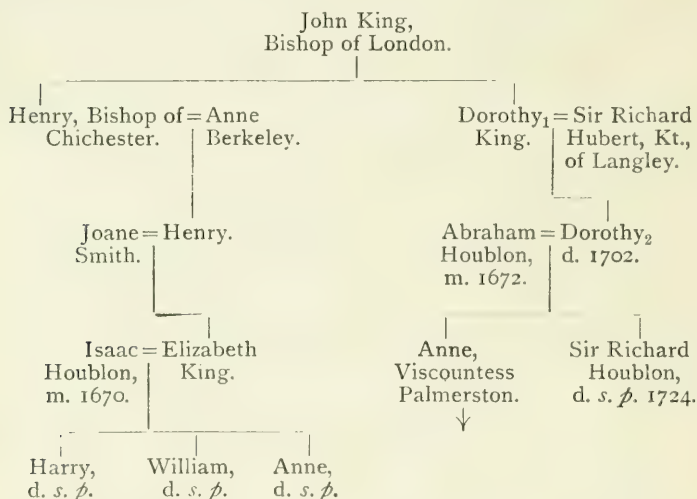 John King,
Bishop of London.
Henry, Bishop of = Anne
Chichester. Berkeley.
Dorothy₁ = Sir Richard
King. Hubert, Kt.,
of Langley.
Joane = Henry.
Smith.
Abraham = Dorothy₂
Houblon, d. 1702.
m. 1672.
Isaac = Elizabeth
Houblon, King.
m. 1670.
Anne,
Viscountess
Palmerston.
Sir Richard
Houblon,
d. s. p. 1724.
Harry,
d. s. p.
William,
d. s. p.
Anne,
d. s. p.